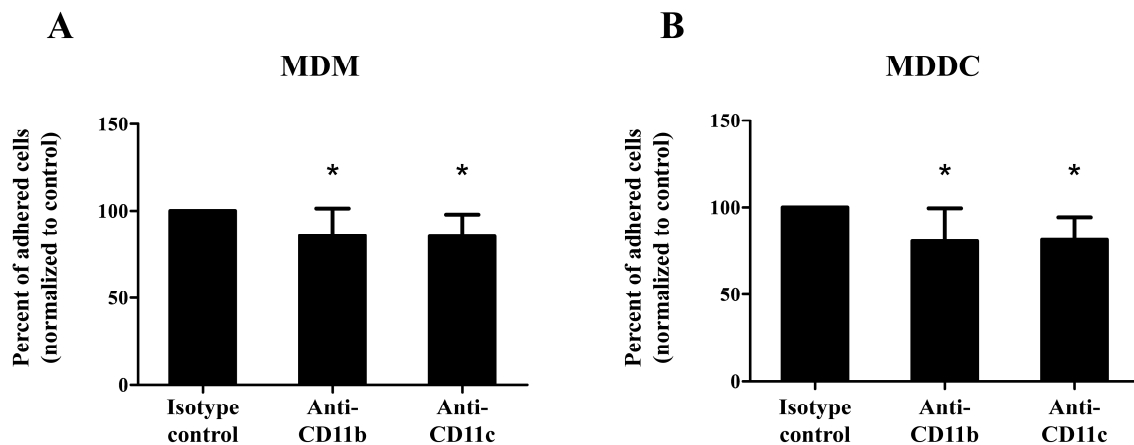 A
MDM
Percent of adhered cells
(normalized to control)
150
100
50
0
*
*
Isotype
control
Anti-
CD11b
Anti-
CD11c
B
MDDC
Percent of adhered cells
(normalized to control)
150
100
50
0
*
*
Isotype
control
Anti-
CD11b
Anti-
CD11c